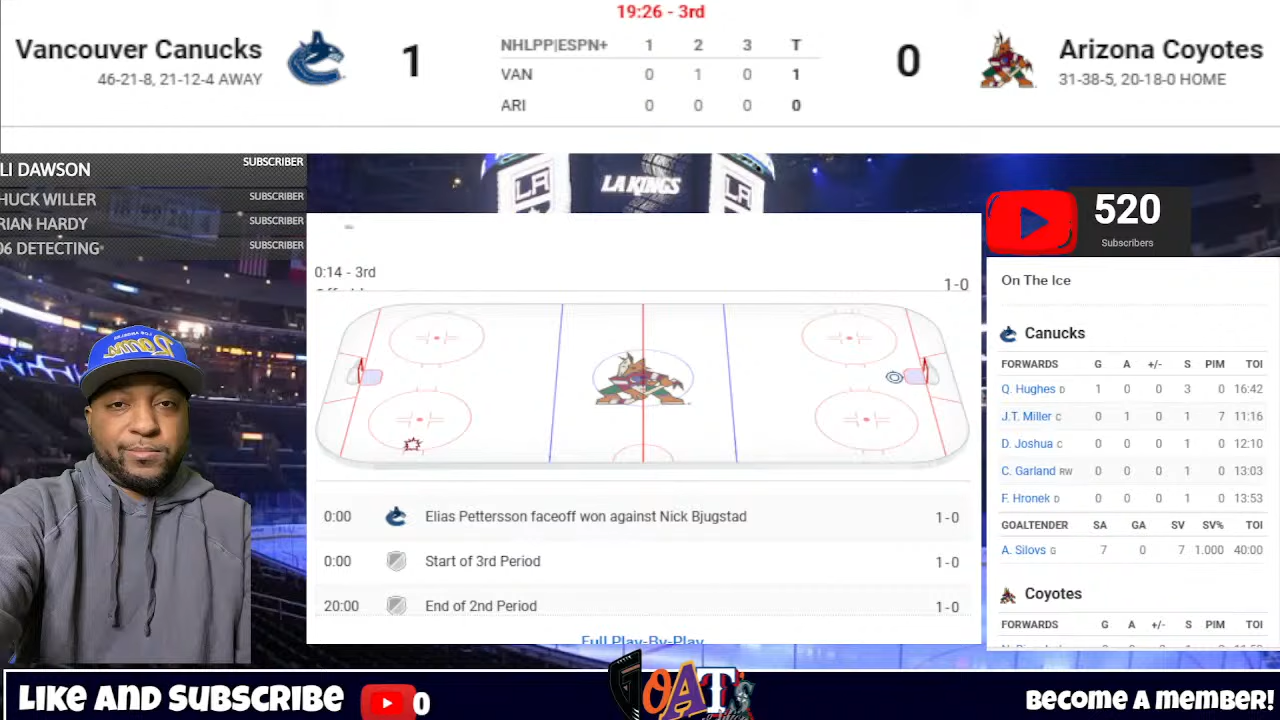 19:26 - 3rd
Vancouver Canucks
46-21-8, 21-12-4 AWAY
1
NHLPP|ESPN+ 1 2 3 T
VAN 0 1 0 1
ARI 0 0 0 0
0
Arizona Coyotes
31-38-5, 20-18-0 HOME
LI DAWSON SUBSCRIBER
HUCK WILLER SUBSCRIBER
RIAN HARDY SUBSCRIBER
06 DETECTING SUBSCRIBER
LA
LA KINGS
LA
520
Subscribers
0:14 - 3rd
1-0
0:00 Elias Pettersson faceoff won against Nick Bjugstad 1-0
0:00 Start of 3rd Period 1-0
20:00 End of 2nd Period 1-0
Full Play-By-Play
On The Ice
Canucks
FORWARDS G A +/- S PIM TOI
Q. Hughes D 1 0 0 3 0 16:42
J.T. Miller C 0 1 0 1 7 11:16
D. Joshua C 0 0 0 1 0 12:10
C. Garland RW 0 0 0 1 0 13:03
F. Hronek D 0 0 0 1 0 13:53
GOALTENDER SA GA SV SV% TOI
A. Silovs G 7 0 7 1.000 40:00
Coyotes
FORWARDS G A +/- S PIM TOI
Rams
LIKE AND SUBSCRIBE
0
GOATs
BECOME A MEMBER!